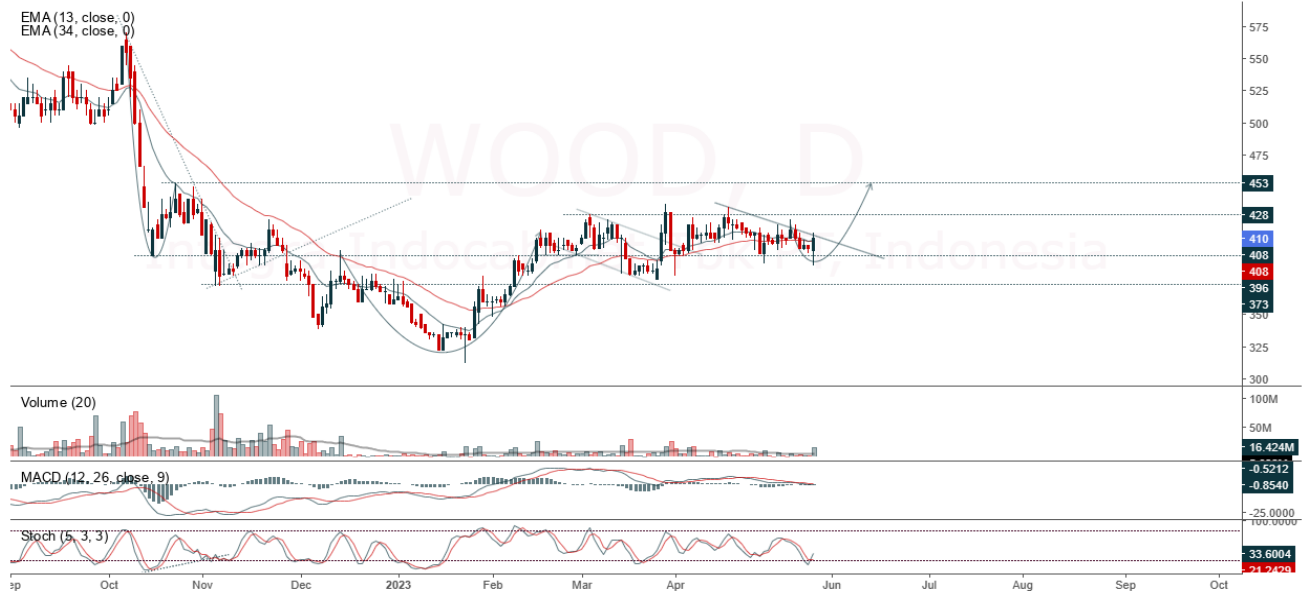 EMA (13, close, 0)
EMA (34, close, 0)
WOOD, D
Indonesia
575
550
525
500
475
453
428
410
408
408
396
373
350
325
300
Volume (20)
100M
50M
16.424M
MACD (12, 26, close, 9)
-0.5212
-0.8540
-25.0000
100.0000
Stoch (5, 3, 3)
33.6004
21.2429
ep
Oct
Nov
Dec
2023
Feb
Mar
Apr
Jun
Jul
Aug
Sep
Oct